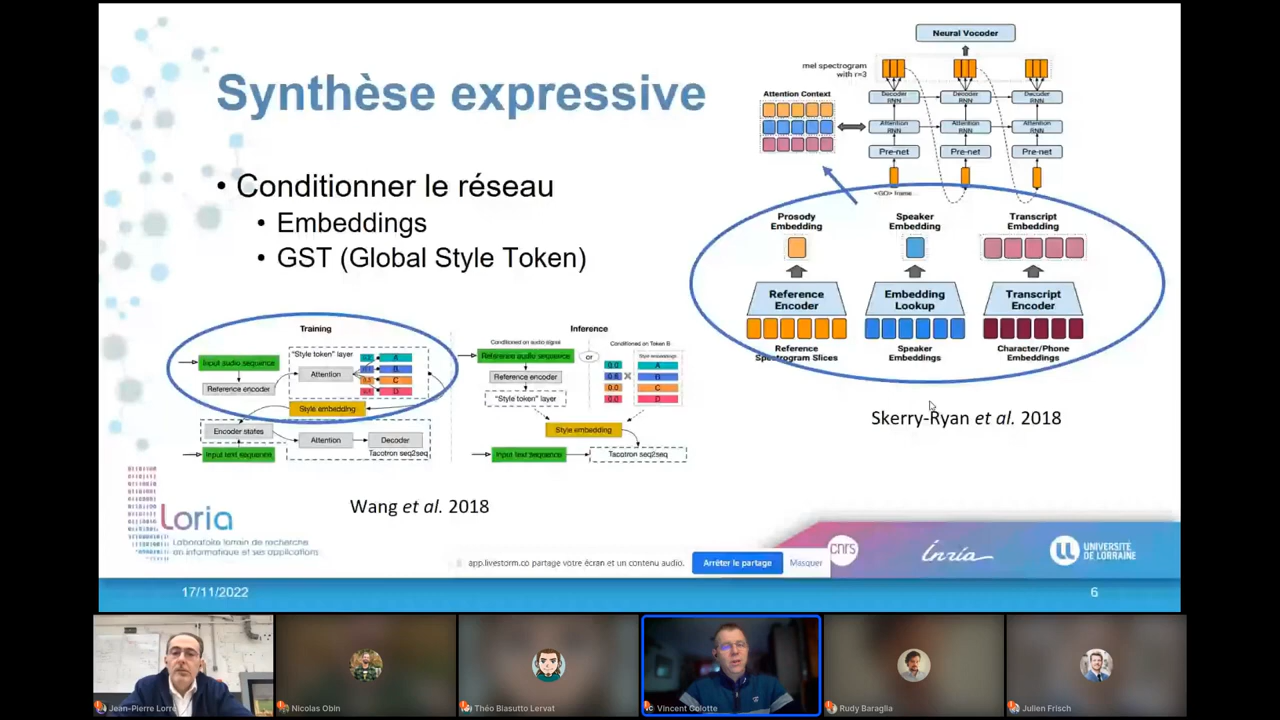 Synthèse expressive
• Conditionner le réseau
• Embeddings
• GST (Global Style Token)
Neural Vocoder
mel spectrogram
with r=3
Attention Context
Decoder
RNN
Decoder
RNN
Decoder
RNN
Attention
RNN
Attention
RNN
Attention
RNN
Pre-net
Pre-net
Pre-net
<GO> frame
Prosody
Embedding
Speaker
Embedding
Transcript
Embedding
Reference
Encoder
Embedding
Lookup
Transcript
Encoder
Reference
Spectrogram Slices
Speaker
Embeddings
Character/Phone
Embeddings
Skerry-Ryan et al. 2018
Training
Input audio sequence
Reference encoder
"Style token" layer
Attention
A
B
C
D
Style embedding
Encoder states
Attention
Decoder
Input text sequence
Tacotron seq2seq
Inference
Conditioned on audio signal
Reference audio sequence
Reference encoder
"Style token" layer
or
Conditioned on Token B
Style embeddings
0.0
A
0.6
B
0.0
C
0.0
D
Style embedding
Input text sequence
Tacotron seq2seq
Wang et al. 2018
Loria
Laboratoire lorrain de recherche
en informatique et ses applications
app.livestorm.co partage votre écran et un contenu audio.
Arrêter le partage
Masquer
cnrs
Inria
UNIVERSITÉ
DE LORRAINE
17/11/2022
6
Jean-Pierre Lorré
Nicolas Obin
Théo Biasutto Lervat
Vincent Colotte
Rudy Baraglia
Julien Frisch